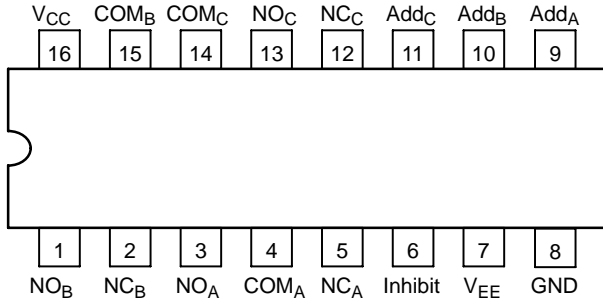 VCC COMB COMC NOC NCC AddC AddB AddA
16 15 14 13 12 11 10 9
1 2 3 4 5 6 7 8
NOB NCB NOA COMA NCA Inhibit VEE GND